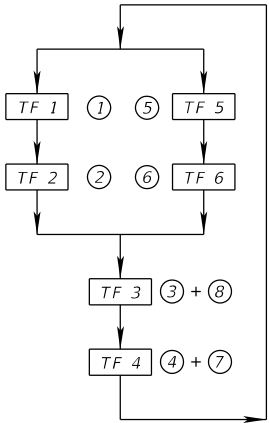 TF 1 ① ⑤ TF 5
TF 2 ② ⑥ TF 6
TF 3 ③ + ⑧
TF 4 ④ + ⑦